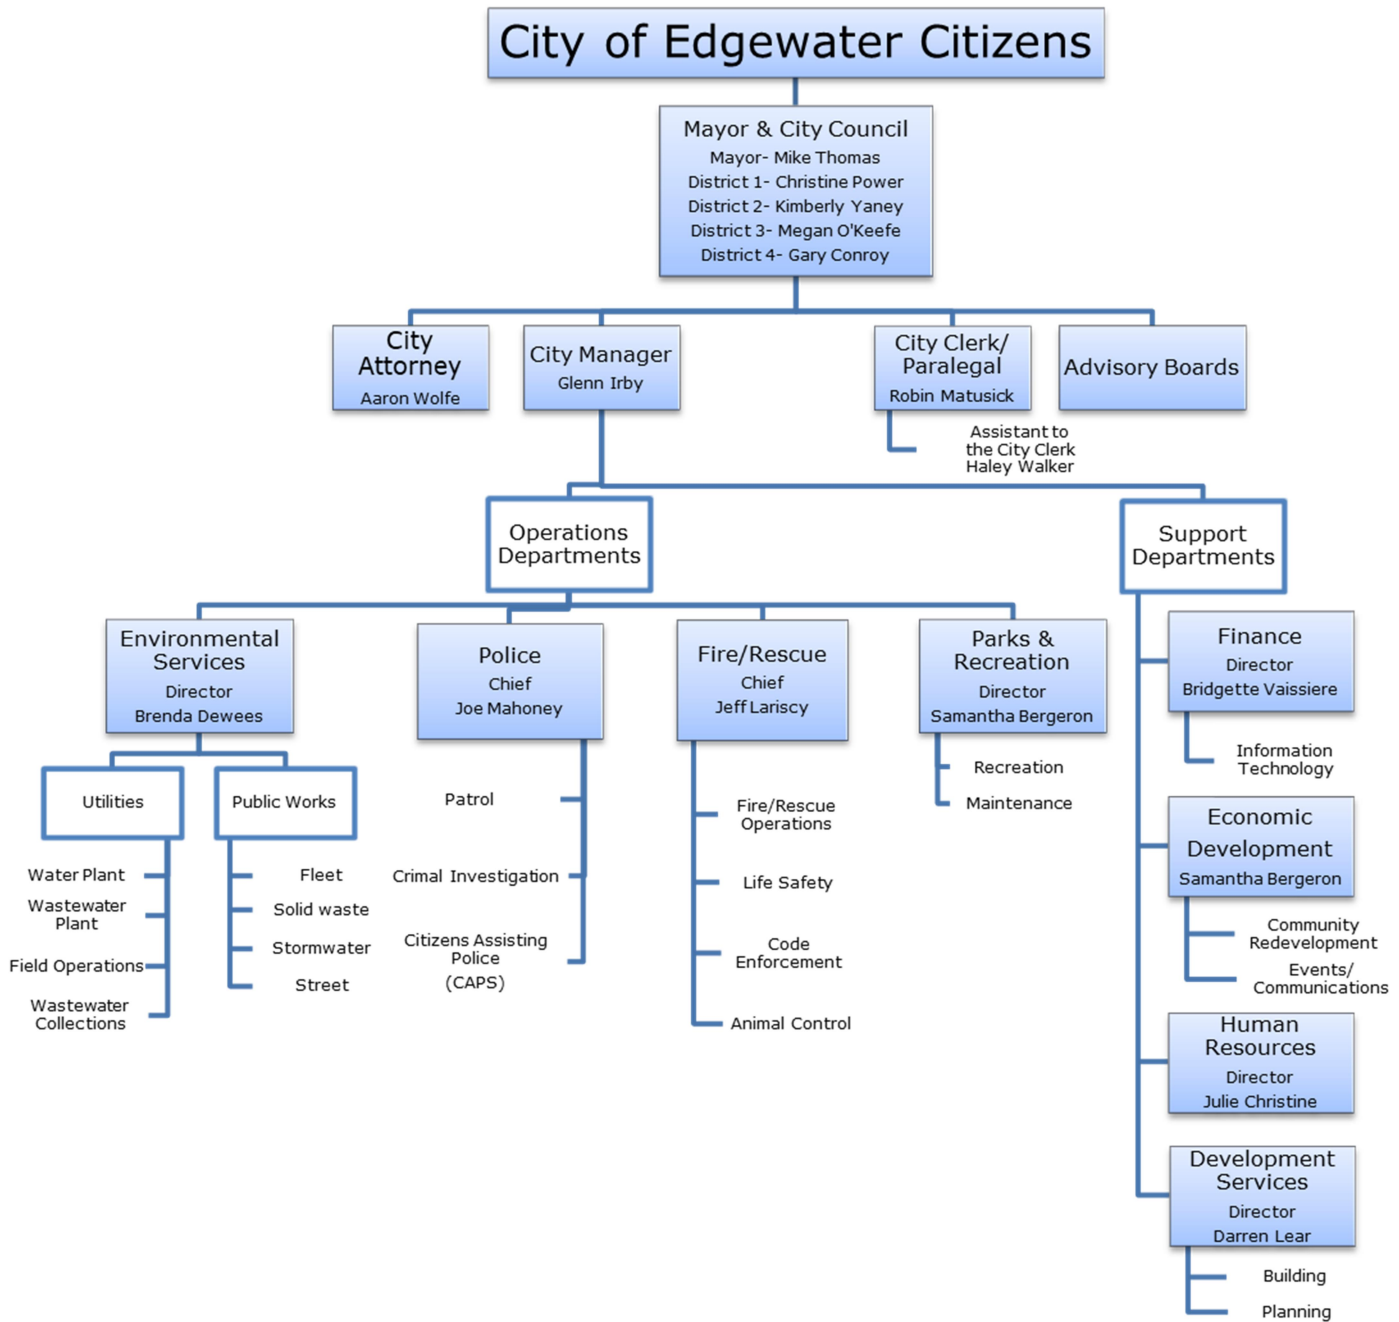 City of Edgewater Citizens
Mayor & City Council
Mayor- Mike Thomas
District 1- Christine Power
District 2- Kimberly Yaney
District 3- Megan O'Keefe
District 4- Gary Conroy
City
Attorney
Aaron Wolfe
City Manager
Glenn Irby
City Clerk/
Paralegal
Robin Matusick
Advisory Boards
Assistant to
the City Clerk
Haley Walker
Operations
Departments
Support
Departments
Environmental
Services
Director
Brenda Dewees
Police
Chief
Joe Mahoney
Fire/Rescue
Chief
Jeff Lariscy
Parks &
Recreation
Director
Samantha Bergeron
Utilities
Public Works
Water Plant
Wastewater
Plant
Field Operations
Wastewater
Collections
Fleet
Solid waste
Stormwater
Street
Patrol
Crimal Investigation
Citizens Assisting
Police
(CAPS)
Fire/Rescue
Operations
Life Safety
Code
Enforcement
Animal Control
Recreation
Maintenance
Finance
Director
Bridgette Vaissiere
Information
Technology
Economic
Development
Samantha Bergeron
Community
Redevelopment
Events/
Communications
Human
Resources
Director
Julie Christine
Development
Services
Director
Darren Lear
Building
Planning